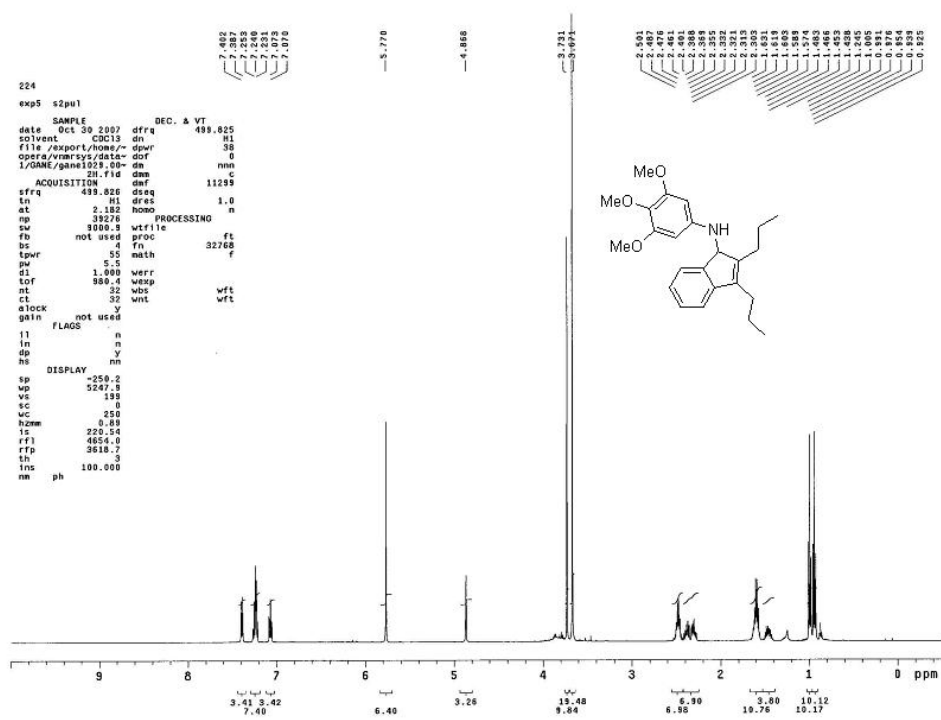 7.402
7.387
7.253
7.240
7.231
7.073
7.070
5.770
4.868
3.731
3.671
2.501
2.487
2.476
2.461
2.401
2.388
2.369
2.355
2.332
2.321
2.313
2.303
1.631
1.619
1.603
1.589
1.574
1.483
1.466
1.453
1.438
1.245
1.005
0.991
0.976
0.954
0.939
0.925
224
exp5 s2pul
SAMPLE DEC. & VT
date Oct 30 2007 dfrq 499.825
solvent CDCl3 dn H1
file /export/home/~ dpwr 38
opera/vnmrsys/data~ dof 0
1/GANE/gane1029.00~ dm nnn
2H.fid dmm c
ACQUISITION dmf 11299
sfrq 499.826 dseq
tn H1 dres 1.0
at 2.182 homo n
np 39276 PROCESSING
sw 9000.9 wtfile
fb not used proc ft
bs 4 fn 32768
tpwr 55 math f
pw 5.5
d1 1.000 werr
tof 980.4 wexp
nt 32 wbs wft
ct 32 wnt wft
alock y
gain not used
FLAGS
il n
in n
dp y
hs nn
DISPLAY
sp -250.2
wp 5247.9
vs 199
sc 0
wc 250
hzmm 0.89
is 220.54
rfl 4654.0
rfp 3618.7
th 3
ins 100.000
nm ph
MeO
MeO
MeO
NH
9 8 7 6 5 4 3 2 1 0 ppm
3.41 3.42 6.40 3.26 19.48 6.90 3.80 10.12
7.40 9.84 6.98 10.76 10.17